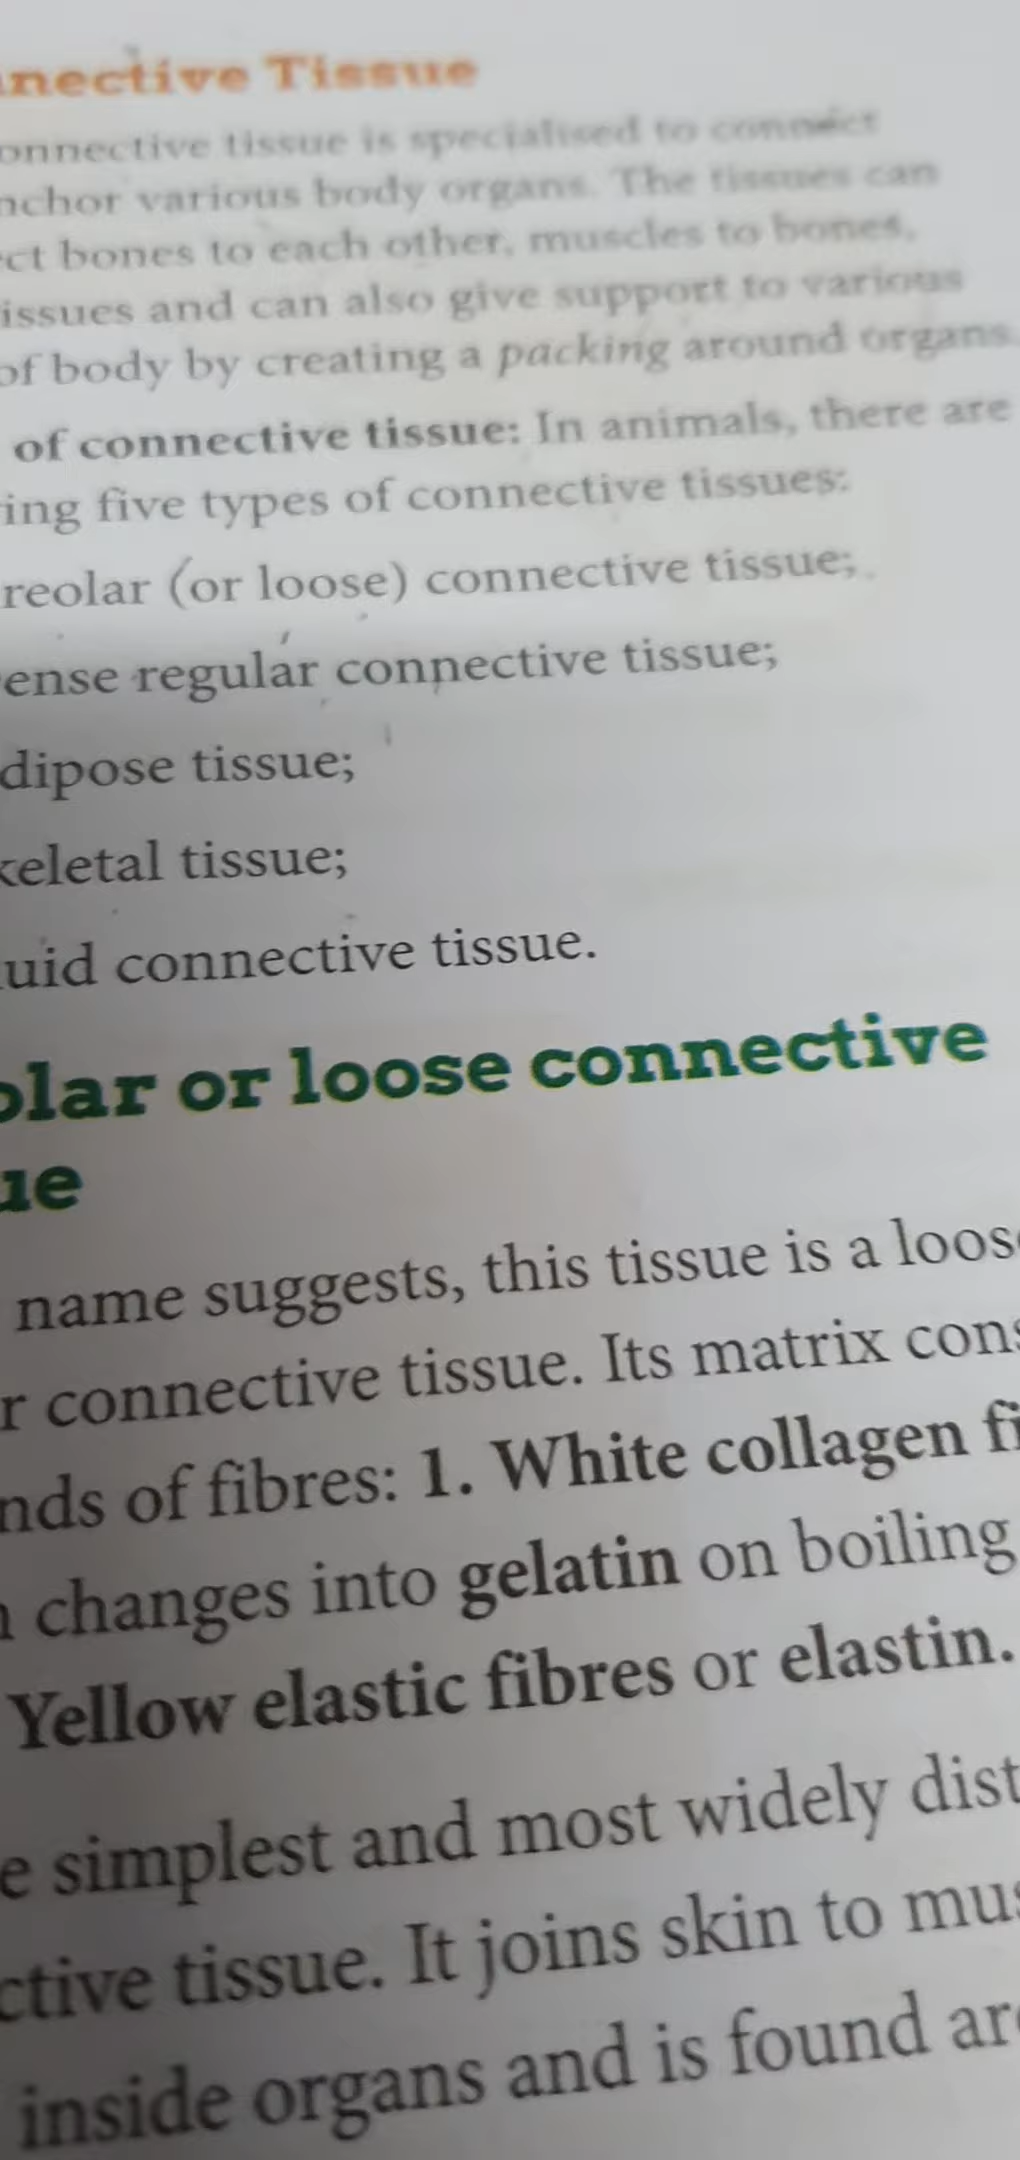 nnective Tissue
onnective tissue is specialised to connect
nchor various body organs. The tissues can
ct bones to each other, muscles to bones,
issues and can also give support to various
of body by creating a packing around organs.
of connective tissue: In animals, there are
ing five types of connective tissues:
reolar (or loose) connective tissue;
ense regular connective tissue;
dipose tissue;
keletal tissue;
uid connective tissue.
olar or loose connective
ue
name suggests, this tissue is a loos
r connective tissue. Its matrix cons
nds of fibres: 1. White collagen fi
changes into gelatin on boiling
Yellow elastic fibres or elastin.
e simplest and most widely dist
ctive tissue. It joins skin to mus
inside organs and is found aro